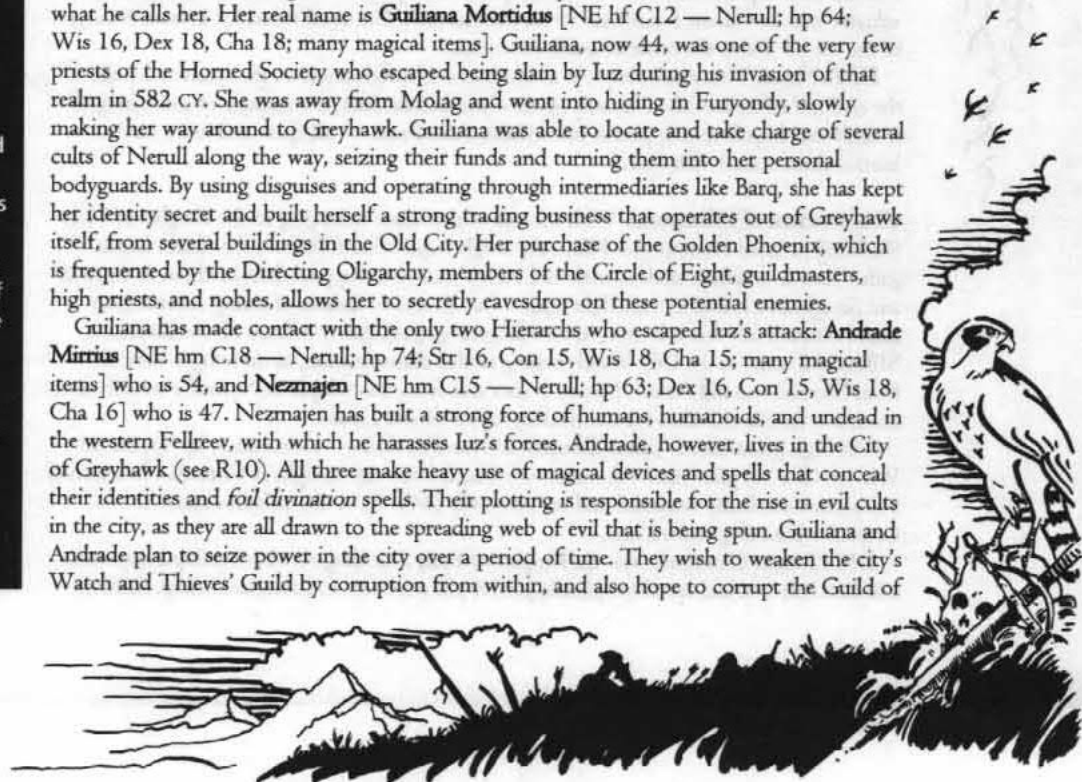 what he calls her. Her real name is Guiliana Mortidus [NE hf C12 — Nerull; hp 64;
Wis 16, Dex 18, Cha 18; many magical items]. Guiliana, now 44, was one of the very few
priests of the Horned Society who escaped being slain by Iuz during his invasion of that
realm in 582 CY. She was away from Molag and went into hiding in Furyondy, slowly
making her way around to Greyhawk. Guiliana was able to locate and take charge of several
cults of Nerull along the way, seizing their funds and turning them into her personal
bodyguards. By using disguises and operating through intermediaries like Barq, she has kept
her identity secret and built herself a strong trading business that operates out of Greyhawk
itself, from several buildings in the Old City. Her purchase of the Golden Phoenix, which
is frequented by the Directing Oligarchy, members of the Circle of Eight, guildmasters,
high priests, and nobles, allows her to secretly eavesdrop on these potential enemies.
Guiliana has made contact with the only two Hierarchs who escaped Iuz's attack: Andrade
Mirrius [NE hm C18 — Nerull; hp 74; Str 16, Con 15, Wis 18, Cha 15; many magical
items] who is 54, and Nezmajen [NE hm C15 — Nerull; hp 63; Dex 16, Con 15, Wis 18,
Cha 16] who is 47. Nezmajen has built a strong force of humans, humanoids, and undead in
the western Fellreev, with which he harasses Iuz's forces. Andrade, however, lives in the City
of Greyhawk (see R10). All three make heavy use of magical devices and spells that conceal
their identities and foil divination spells. Their plotting is responsible for the rise in evil cults
in the city, as they are all drawn to the spreading web of evil that is being spun. Guiliana and
Andrade plan to seize power in the city over a period of time. They wish to weaken the city's
Watch and Thieves' Guild by corruption from within, and also hope to corrupt the Guild of